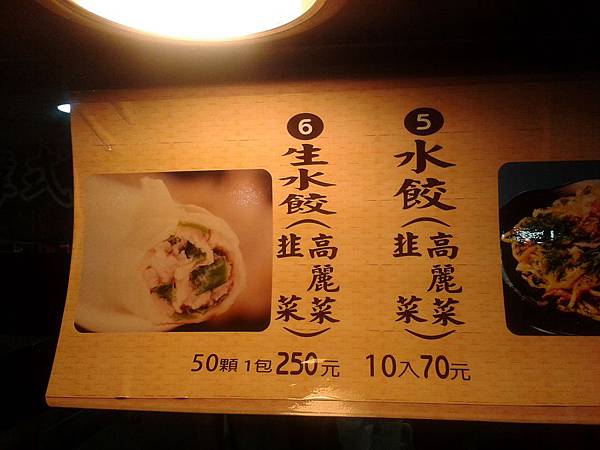 6
生水餃(高麗菜 韭菜)
50顆 1包 250元
5
水餃(高麗菜 韭菜)
10入70元